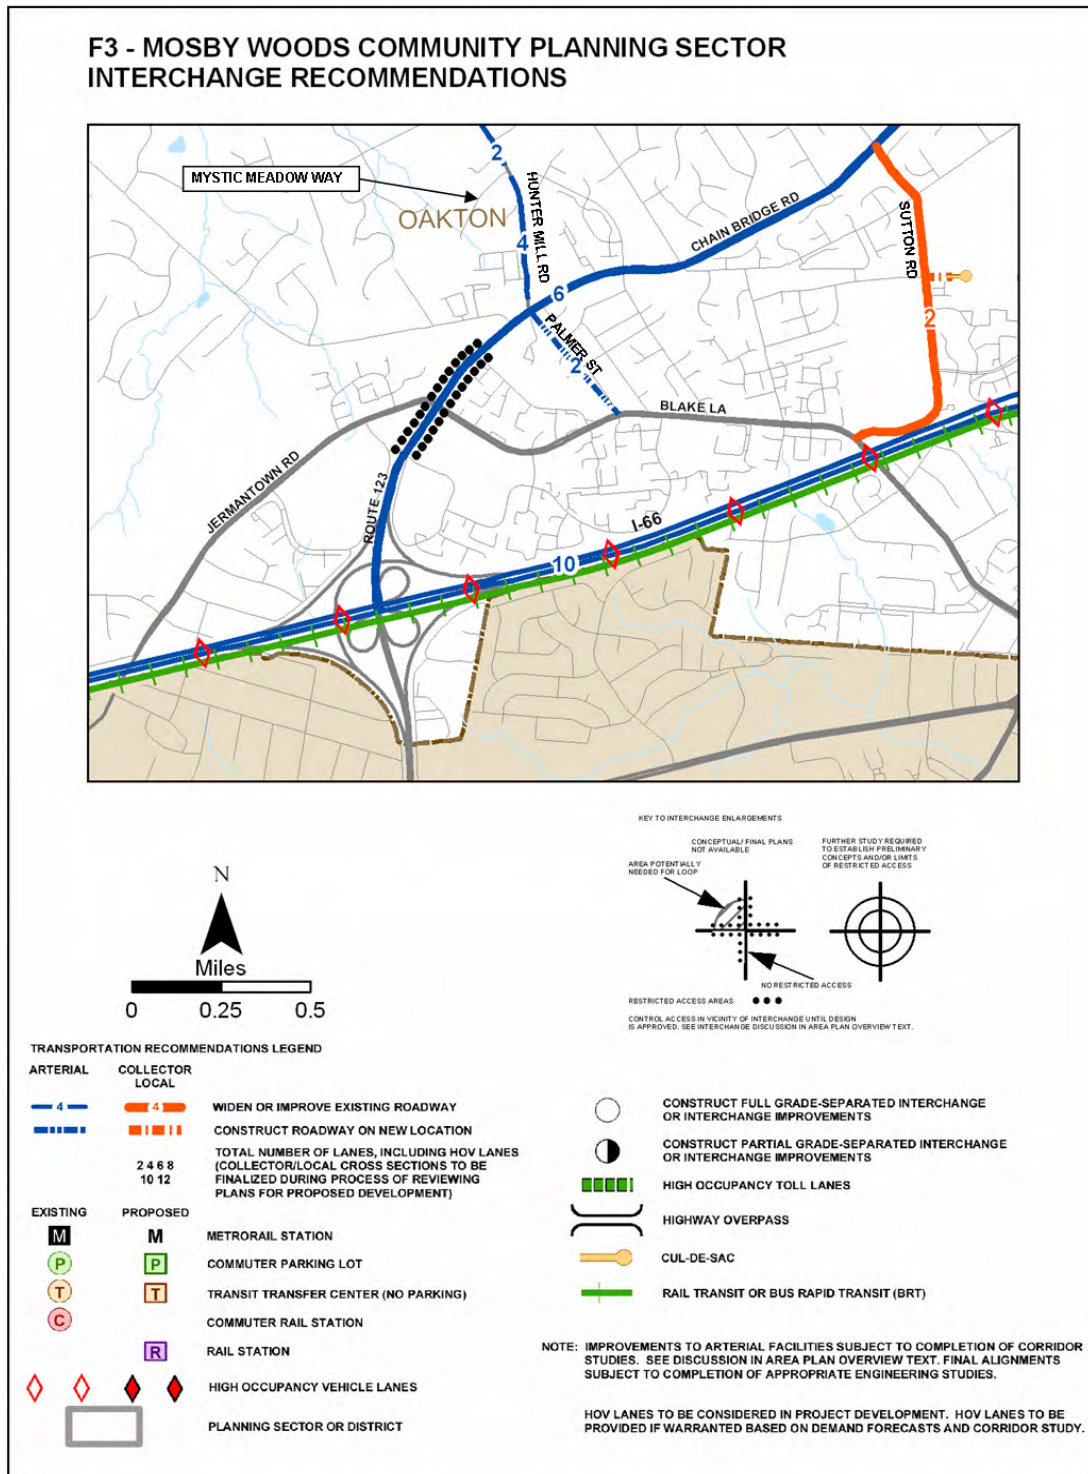 F3 - MOSBY WOODS COMMUNITY PLANNING SECTOR
INTERCHANGE RECOMMENDATIONS
2
MYSTIC MEADOW WAY
OAKTON
HUNTER MILL RD
4
CHAIN BRIDGE RD
SUTTON RD
6
2
PALMER ST
2
BLAKE LA
JERMANTOWN RD
ROUTE 123
I-66
10
KEY TO INTERCHANGE ENLARGEMENTS
CONCEPTUAL/ FINAL PLANS
NOT AVAILABLE
FURTHER STUDY REQUIRED
TO ESTABLISH PRELIMINARY
CONCEPTS AND/OR LIMITS
OF RESTRICTED ACCESS
AREA POTENTIALLY
NEEDED FOR LOOP
NO RESTRICTED ACCESS
RESTRICTED ACCESS AREAS
CONTROL ACCESS IN VICINITY OF INTERCHANGE UNTIL DESIGN
IS APPROVED. SEE INTERCHANGE DISCUSSION IN AREA PLAN OVERVIEW TEXT.
N
Miles
0 0.25 0.5
TRANSPORTATION RECOMMENDATIONS LEGEND
ARTERIAL COLLECTOR
LOCAL
4 4 WIDEN OR IMPROVE EXISTING ROADWAY
CONSTRUCT ROADWAY ON NEW LOCATION
2 4 6 8
10 12
TOTAL NUMBER OF LANES, INCLUDING HOV LANES
(COLLECTOR/LOCAL CROSS SECTIONS TO BE
FINALIZED DURING PROCESS OF REVIEWING
PLANS FOR PROPOSED DEVELOPMENT)
EXISTING PROPOSED
M M METRORAIL STATION
P P COMMUTER PARKING LOT
T T TRANSIT TRANSFER CENTER (NO PARKING)
C COMMUTER RAIL STATION
R RAIL STATION
HIGH OCCUPANCY VEHICLE LANES
PLANNING SECTOR OR DISTRICT
CONSTRUCT FULL GRADE-SEPARATED INTERCHANGE
OR INTERCHANGE IMPROVEMENTS
CONSTRUCT PARTIAL GRADE-SEPARATED INTERCHANGE
OR INTERCHANGE IMPROVEMENTS
HIGH OCCUPANCY TOLL LANES
HIGHWAY OVERPASS
CUL-DE-SAC
RAIL TRANSIT OR BUS RAPID TRANSIT (BRT)
NOTE: IMPROVEMENTS TO ARTERIAL FACILITIES SUBJECT TO COMPLETION OF CORRIDOR
STUDIES. SEE DISCUSSION IN AREA PLAN OVERVIEW TEXT. FINAL ALIGNMENTS
SUBJECT TO COMPLETION OF APPROPRIATE ENGINEERING STUDIES.
HOV LANES TO BE CONSIDERED IN PROJECT DEVELOPMENT. HOV LANES TO BE
PROVIDED IF WARRANTED BASED ON DEMAND FORECASTS AND CORRIDOR STUDY.